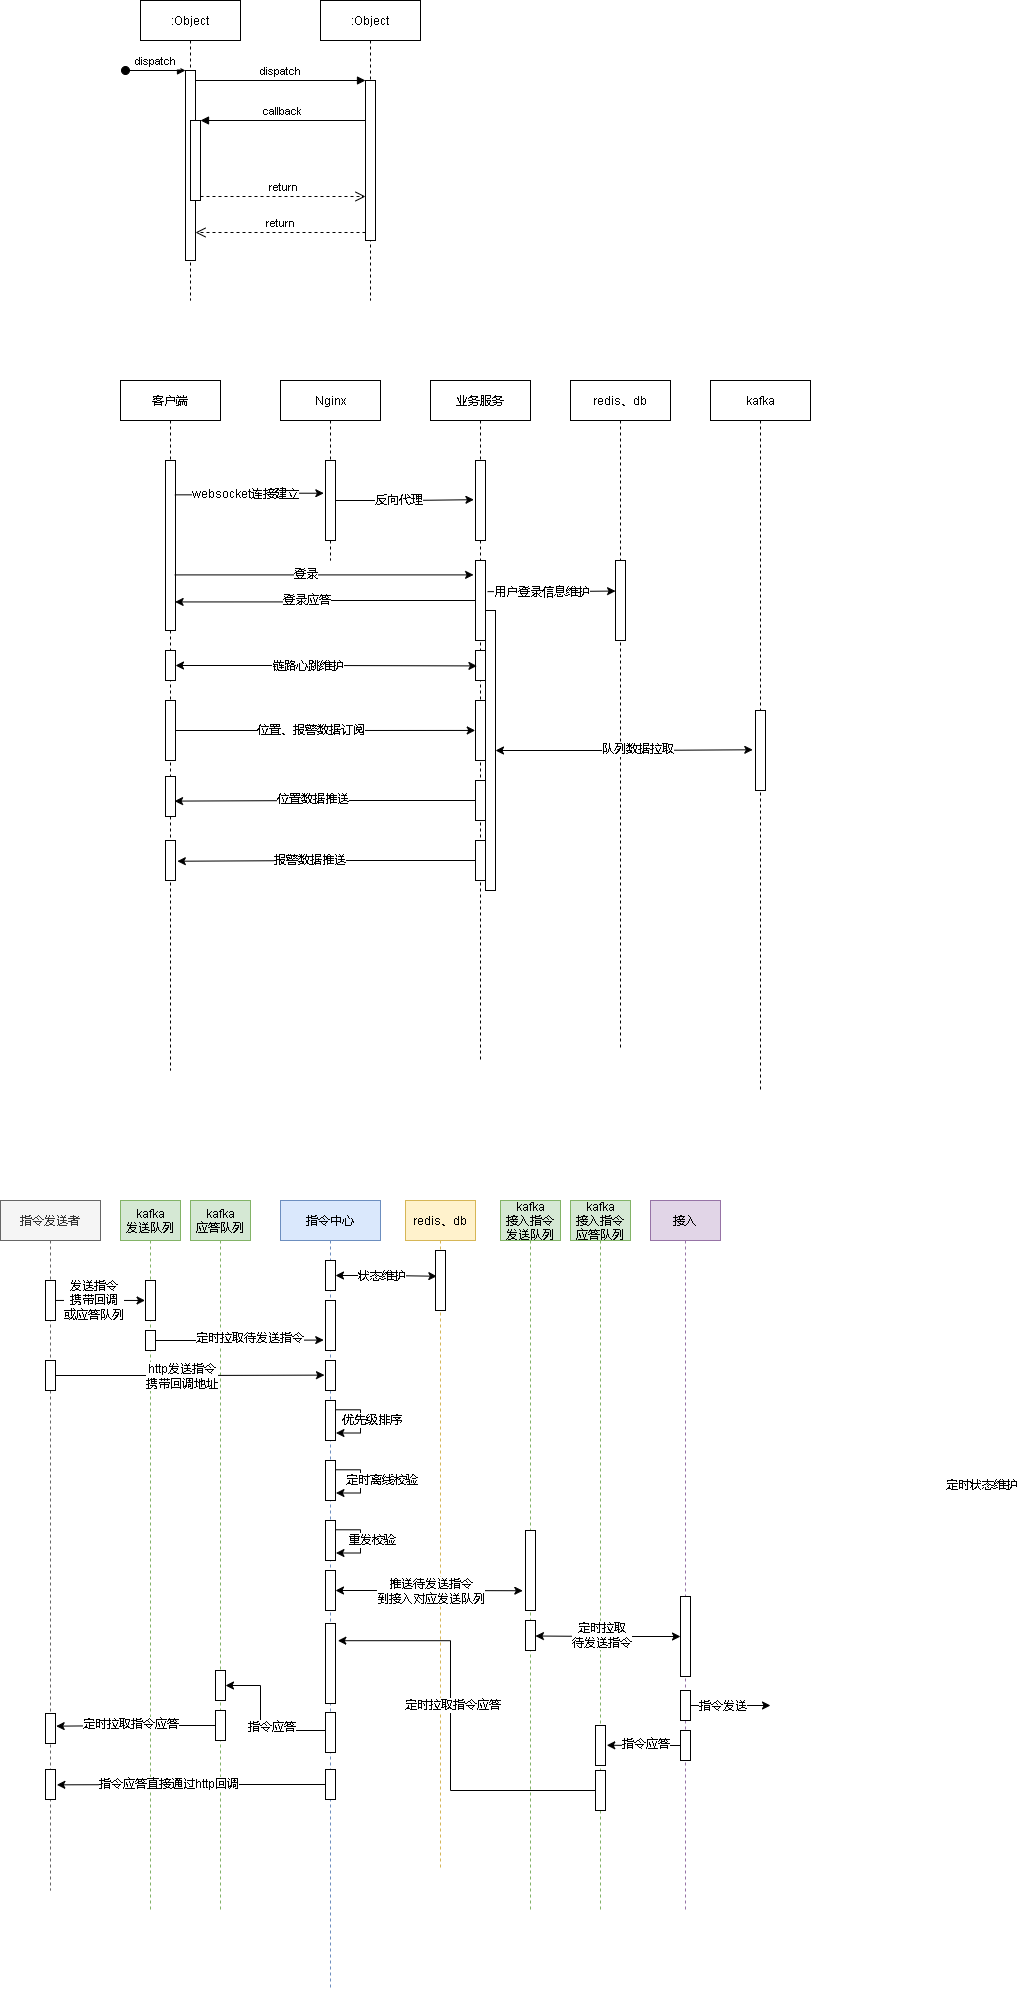 :Object
:Object
dispatch
dispatch
callback
return
return
客户端
Nginx
业务服务
redis、db
kafka
websocket连接建立
反向代理
登录
用户登录信息维护
登录应答
链路心跳维护
位置、报警数据订阅
队列数据拉取
位置数据推送
报警数据推送
指令发送者
kafka
发送队列
kafka
应答队列
指令中心
redis、db
kafka
接入指令
发送队列
kafka
接入指令
应答队列
接入
状态维护
发送指令
携带回调
或应答队列
定时拉取待发送指令
http发送指令
携带回调地址
优先级排序
定时离线校验
定时状态维护
重发校验
推送待发送指令
到接入对应发送队列
定时拉取
待发送指令
定时拉取指令应答
指令发送
定时拉取指令应答
指令应答
指令应答
指令应答直接通过http回调